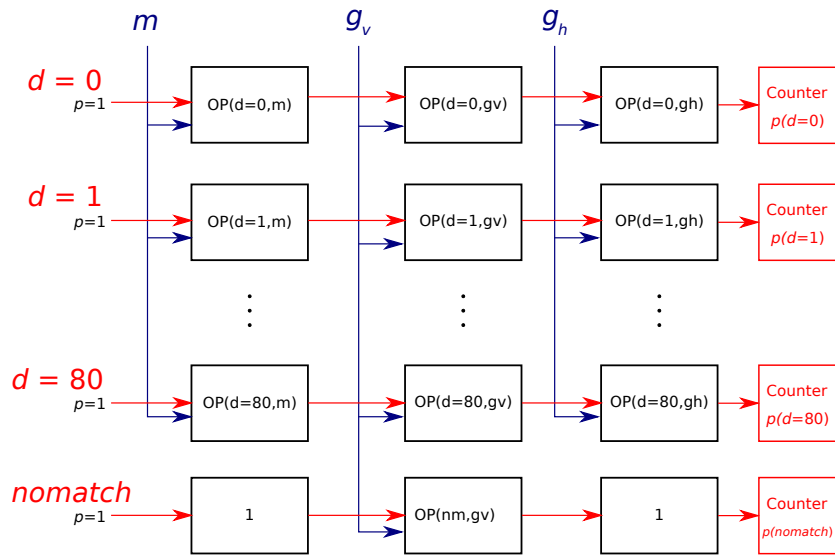 m
g_v
g_h
d = 0
p=1
OP(d=0,m)
OP(d=0,gv)
OP(d=0,gh)
Counter
p(d=0)
d = 1
p=1
OP(d=1,m)
OP(d=1,gv)
OP(d=1,gh)
Counter
p(d=1)
d = 80
p=1
OP(d=80,m)
OP(d=80,gv)
OP(d=80,gh)
Counter
p(d=80)
nomatch
p=1
1
OP(nm,gv)
1
Counter
p(nomatch)